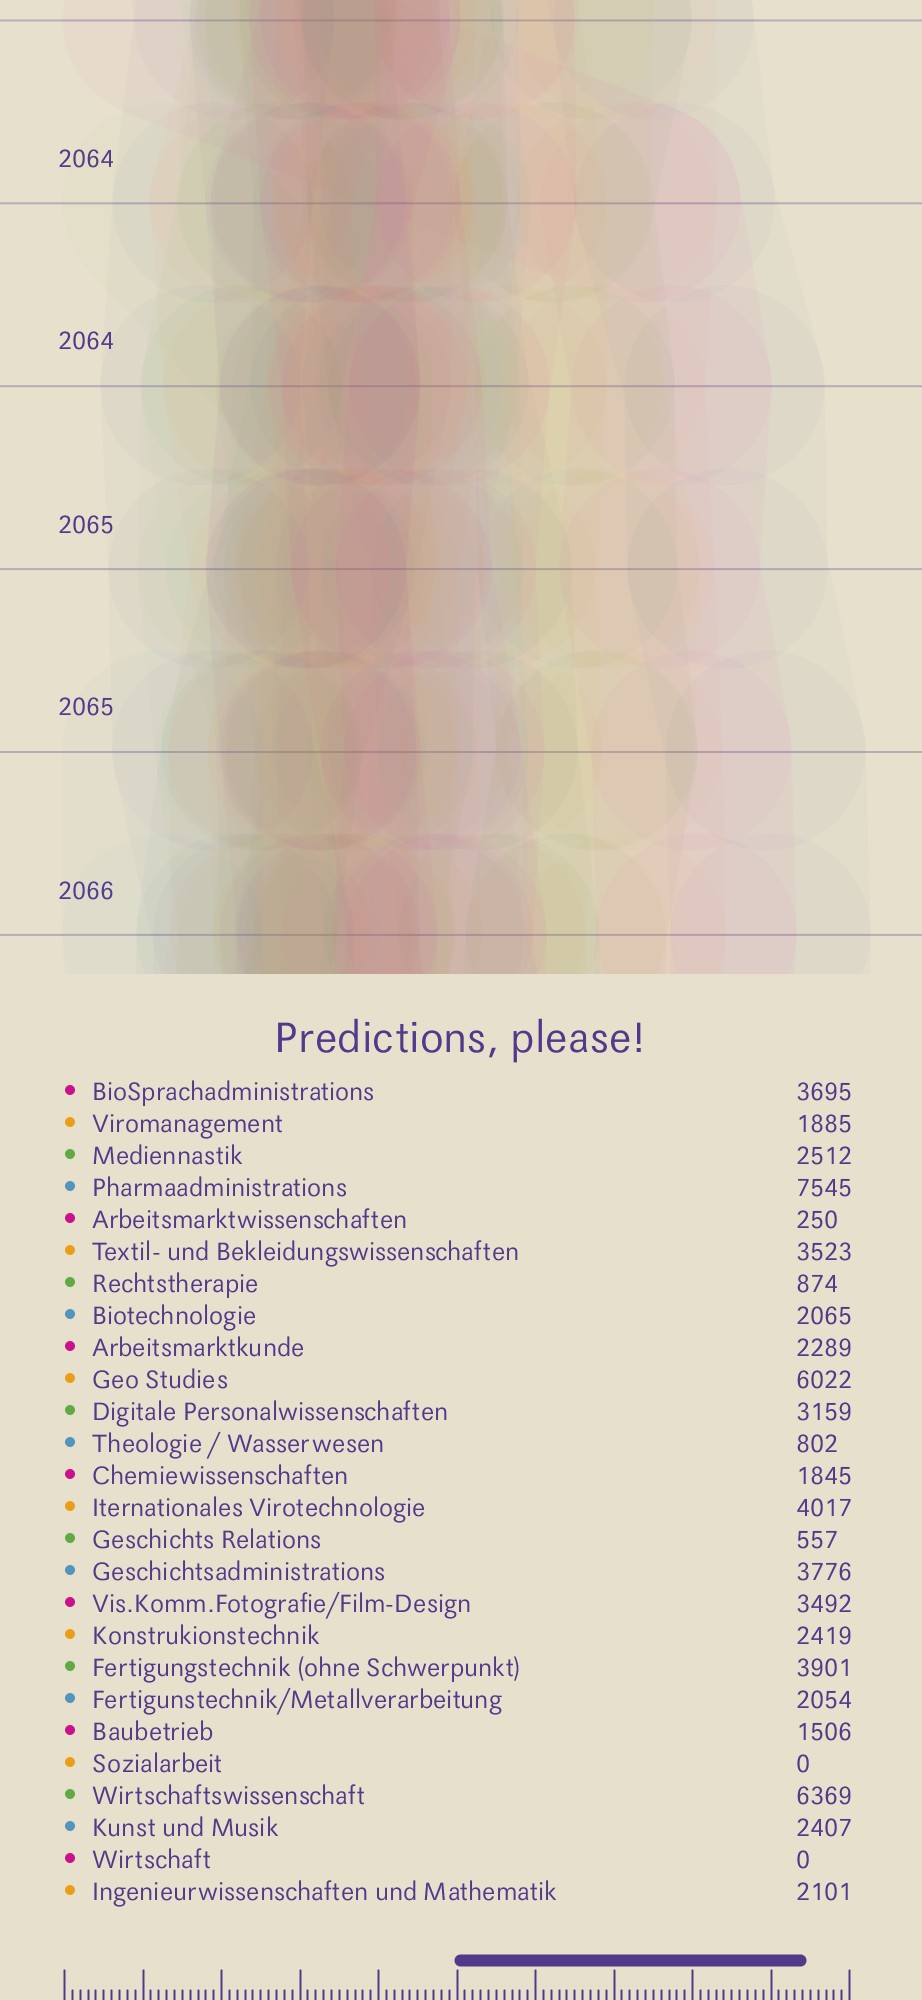 2064
2064
2065
2065
2066
Predictions, please!
BioSprachadministrations 3695
Viromanagement 1885
Mediennastik 2512
Pharmaadministrations 7545
Arbeitsmarktwissenschaften 250
Textil- und Bekleidungswissenschaften 3523
Rechtstherapie 874
Biotechnologie 2065
Arbeitsmarktkunde 2289
Geo Studies 6022
Digitale Personalwissenschaften 3159
Theologie / Wasserwesen 802
Chemiewissenschaften 1845
Iternationales Virotechnologie 4017
Geschichts Relations 557
Geschichtsadministrations 3776
Vis.Komm.Fotografie/Film-Design 3492
Konstrukionstechnik 2419
Fertigungstechnik (ohne Schwerpunkt) 3901
Fertigunstechnik/Metallverarbeitung 2054
Baubetrieb 1506
Sozialarbeit 0
Wirtschaftswissenschaft 6369
Kunst und Musik 2407
Wirtschaft 0
Ingenieurwissenschaften und Mathematik 2101